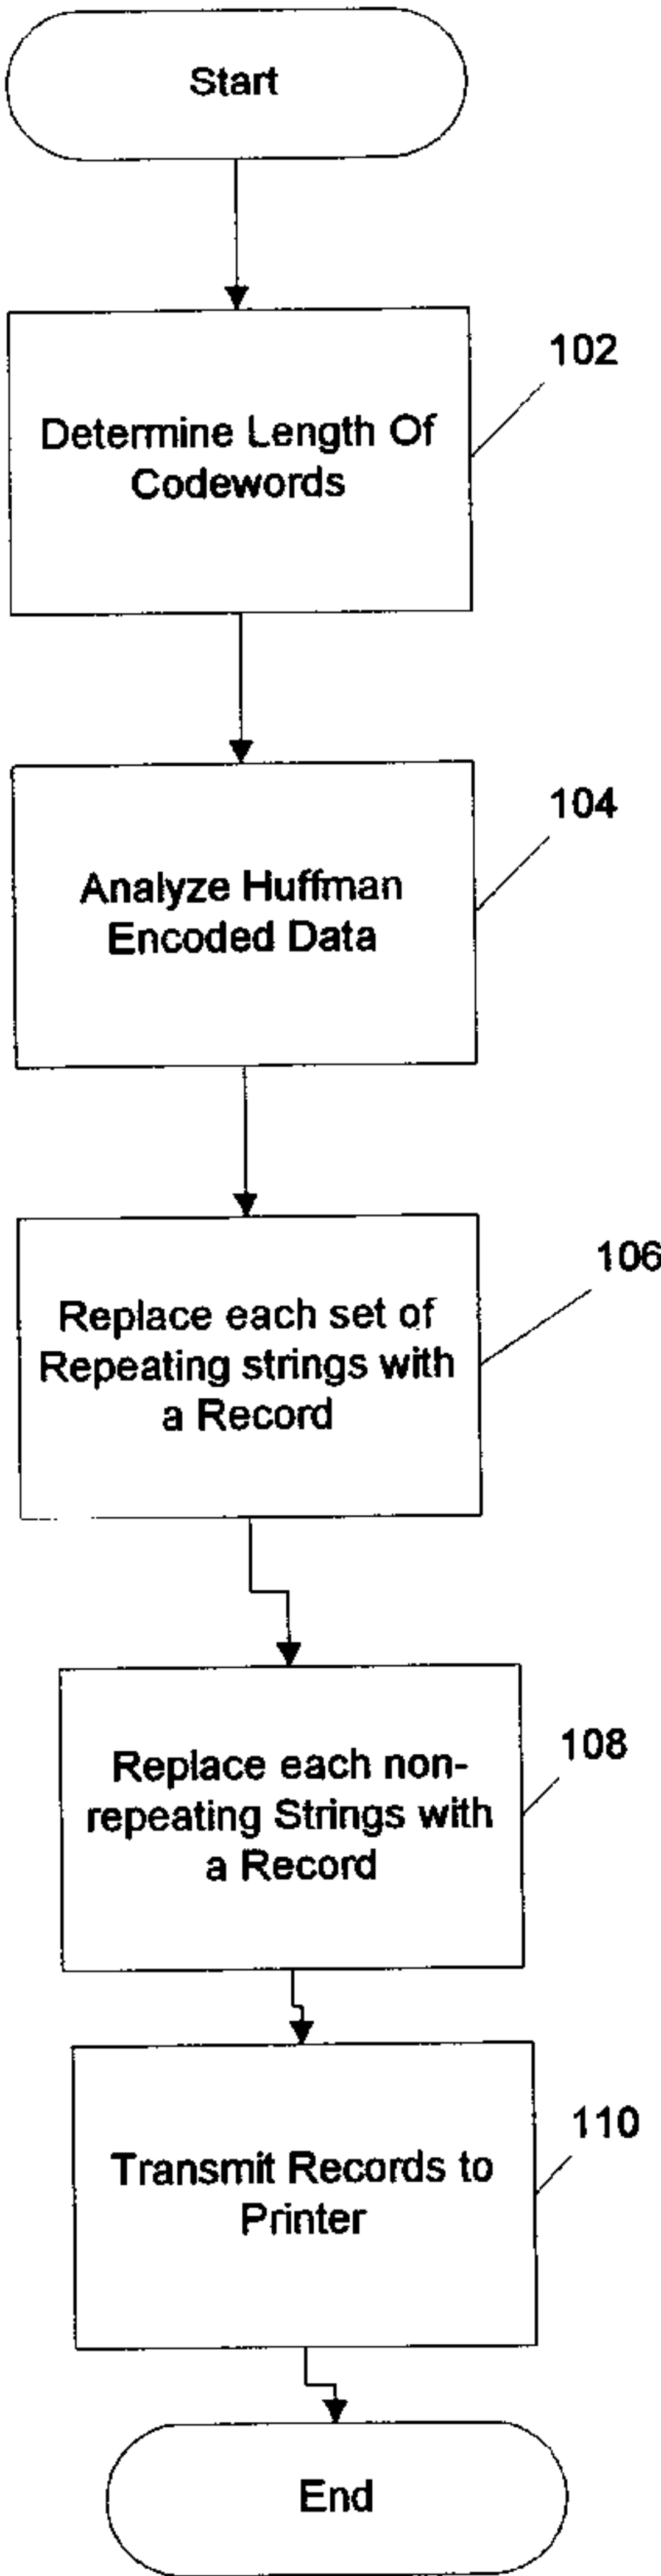 Start
102
Determine Length Of
Codewords
104
Analyze Huffman
Encoded Data
106
Replace each set of
Repeating strings with
a Record
108
Replace each non-
repeating Strings with
a Record
110
Transmit Records to
Printer
End